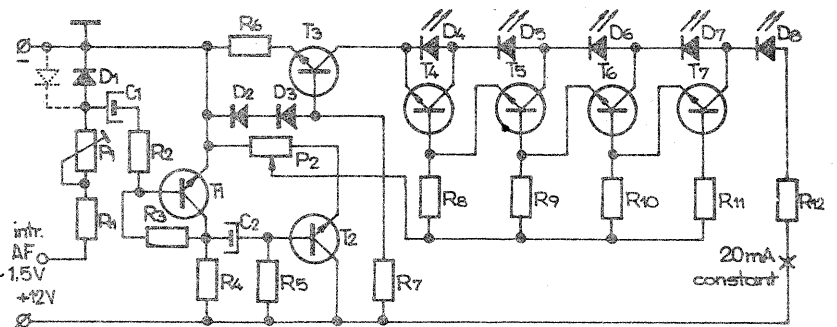 R6
T3
D4
D5
D6
D7
D8
–
D1
D2
D3
T4
T5
T6
T7
C1
P1
R2
P2
T1
R8
R9
R10
R11
R12
R1
R3
C2
T2
intr.
AF
~1,5V
+12V
R4
R5
R7
20mA
constant